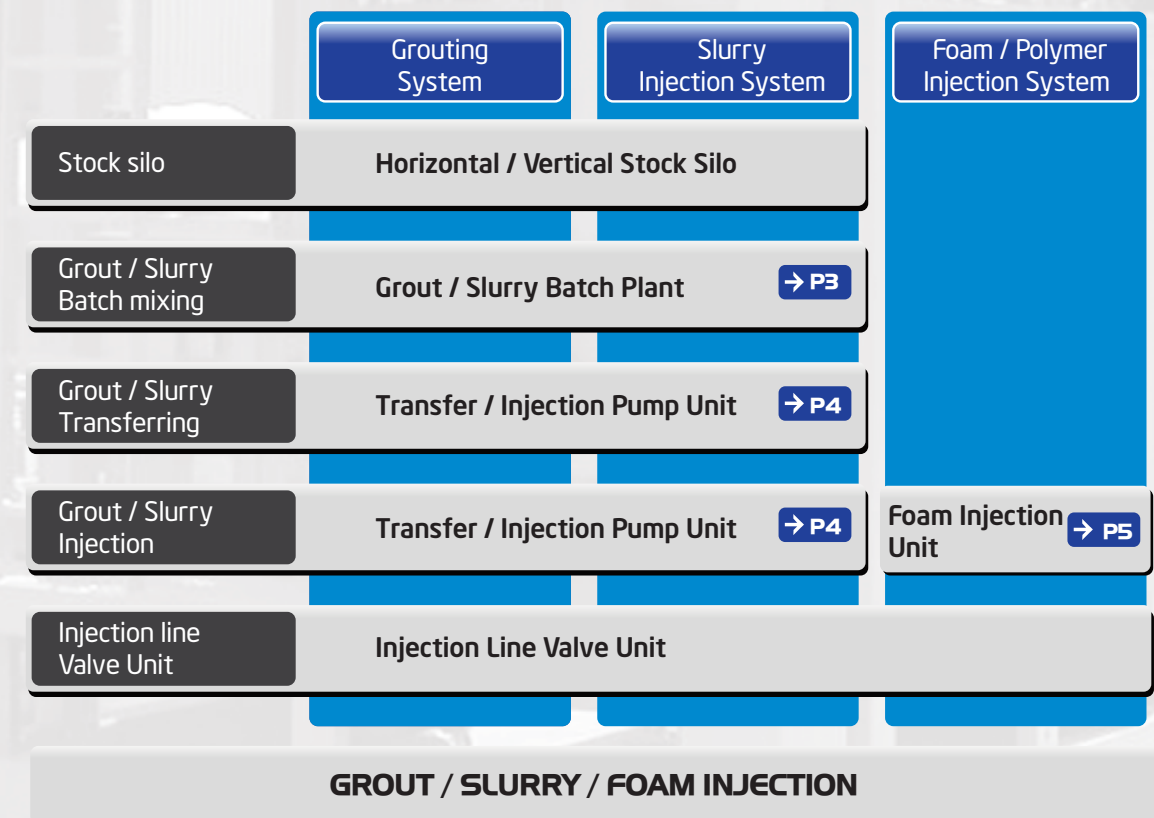 Grouting
System
Slurry
Injection System
Foam / Polymer
Injection System
Stock silo
Horizontal / Vertical Stock Silo
Grout / Slurry
Batch mixing
Grout / Slurry Batch Plant
→ P3
Grout / Slurry
Transferring
Transfer / Injection Pump Unit
→ P4
Grout / Slurry
Injection
Transfer / Injection Pump Unit
→ P4
Foam Injection
Unit
→ P5
Injection line
Valve Unit
Injection Line Valve Unit
GROUT / SLURRY / FOAM INJECTION